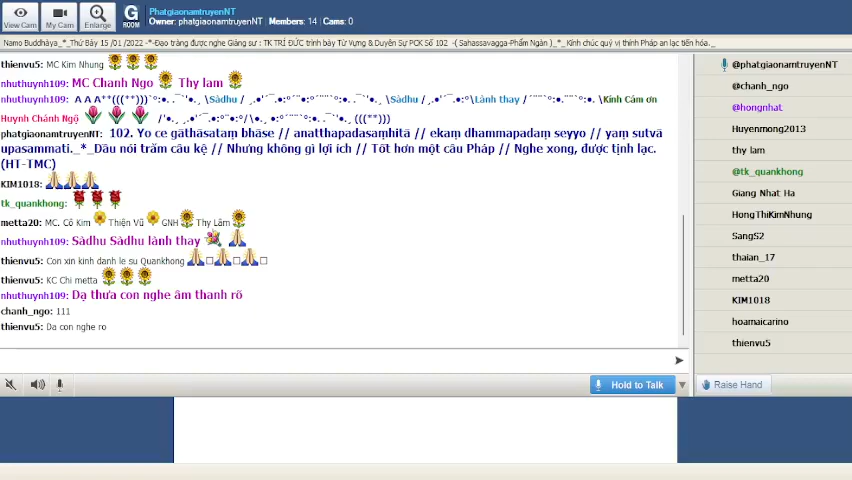 View Cam
My Cam
Enlarge
G
ROOM
PhatgiaonamtruyenNT
Owner: phatgiaonamtruyenNT | Members: 14 | Cams: 0
Namo Buddhàya_*_Thứ Bảy 15 /01 /2022 -*-Đạo tràng được nghe Giảng sư : TK TRÍ ĐỨC trình bày Từ Vựng & Duyên Sự PCK Số 102 -( Sahassavagga-Phẩm Ngàn )_*_Kính chúc quý vị thính Pháp an lạc tiến hóa._
thienvu5: MC Kim Nhung
nhuthuynh109: MC Chanh Ngo Thy lam
nhuthuynh109: Sàdhu / Sàdhu / Lành thay / Kính Cám ơn
Huynh Chánh Ngộ
phatgiaonamtruyenNT: 102. Yo ce gāthāsataṃ bhāse // anatthapadasaṃhitā // ekaṃ dhammapadaṃ seyyo // yaṃ sutvā
upasammati._*_Dầu nói trăm câu kệ // Nhưng không gì lợi ích // Tốt hơn một câu Pháp // Nghe xong, được tịnh lạc.
(HT-TMC)
KIM1018:
tk_quankhong:
metta20: MC. Cô Kim Thiện Vũ GNH Thy Lãm
nhuthuynh109: Sàdhu Sàdhu lành thay
thienvu5: Con xin kinh danh le su Quankhong
thienvu5: KC Chi metta
nhuthuynh109: Dạ thưa con nghe âm thanh rõ
chanh_ngo: 111
thienvu5: Da con nghe ro
@phatgiaonamtruyenNT
@chanh_ngo
@hongnhat
Huyenmong2013
thy lam
@tk_quankhong
Giang Nhat Ha
HongThiKimNhung
SangS2
thaian_17
metta20
KIM1018
hoamaicarino
thienvu5
Hold to Talk
Raise Hand